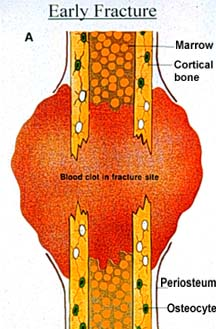 Early Fracture
A
Marrow
Cortical
bone
Blood clot in fracture site
Periosteum
Osteocyte